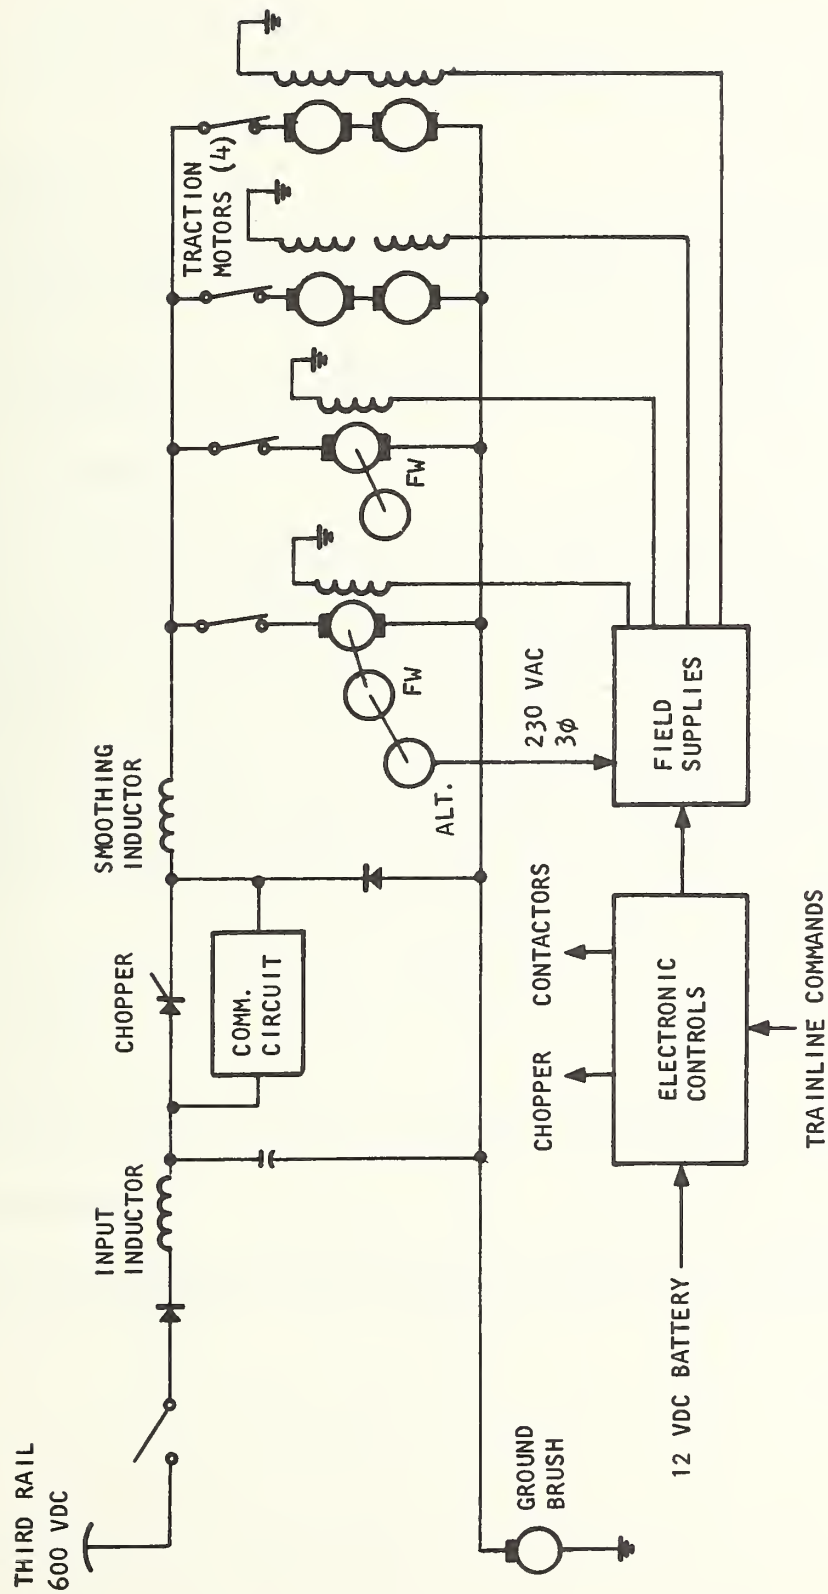 THIRD RAIL
600 VDC
INPUT
INDUCTOR
CHOPPER
COMM.
CIRCUIT
SMOOTHING
INDUCTOR
TRACTION
MOTORS (4)
FW
FW
ALT.
230 VAC
3ø
GROUND
BRUSH
12 VDC BATTERY
CHOPPER
CONTACTORS
ELECTRONIC
CONTROLS
FIELD
SUPPLIES
TRAINLINE COMMANDS